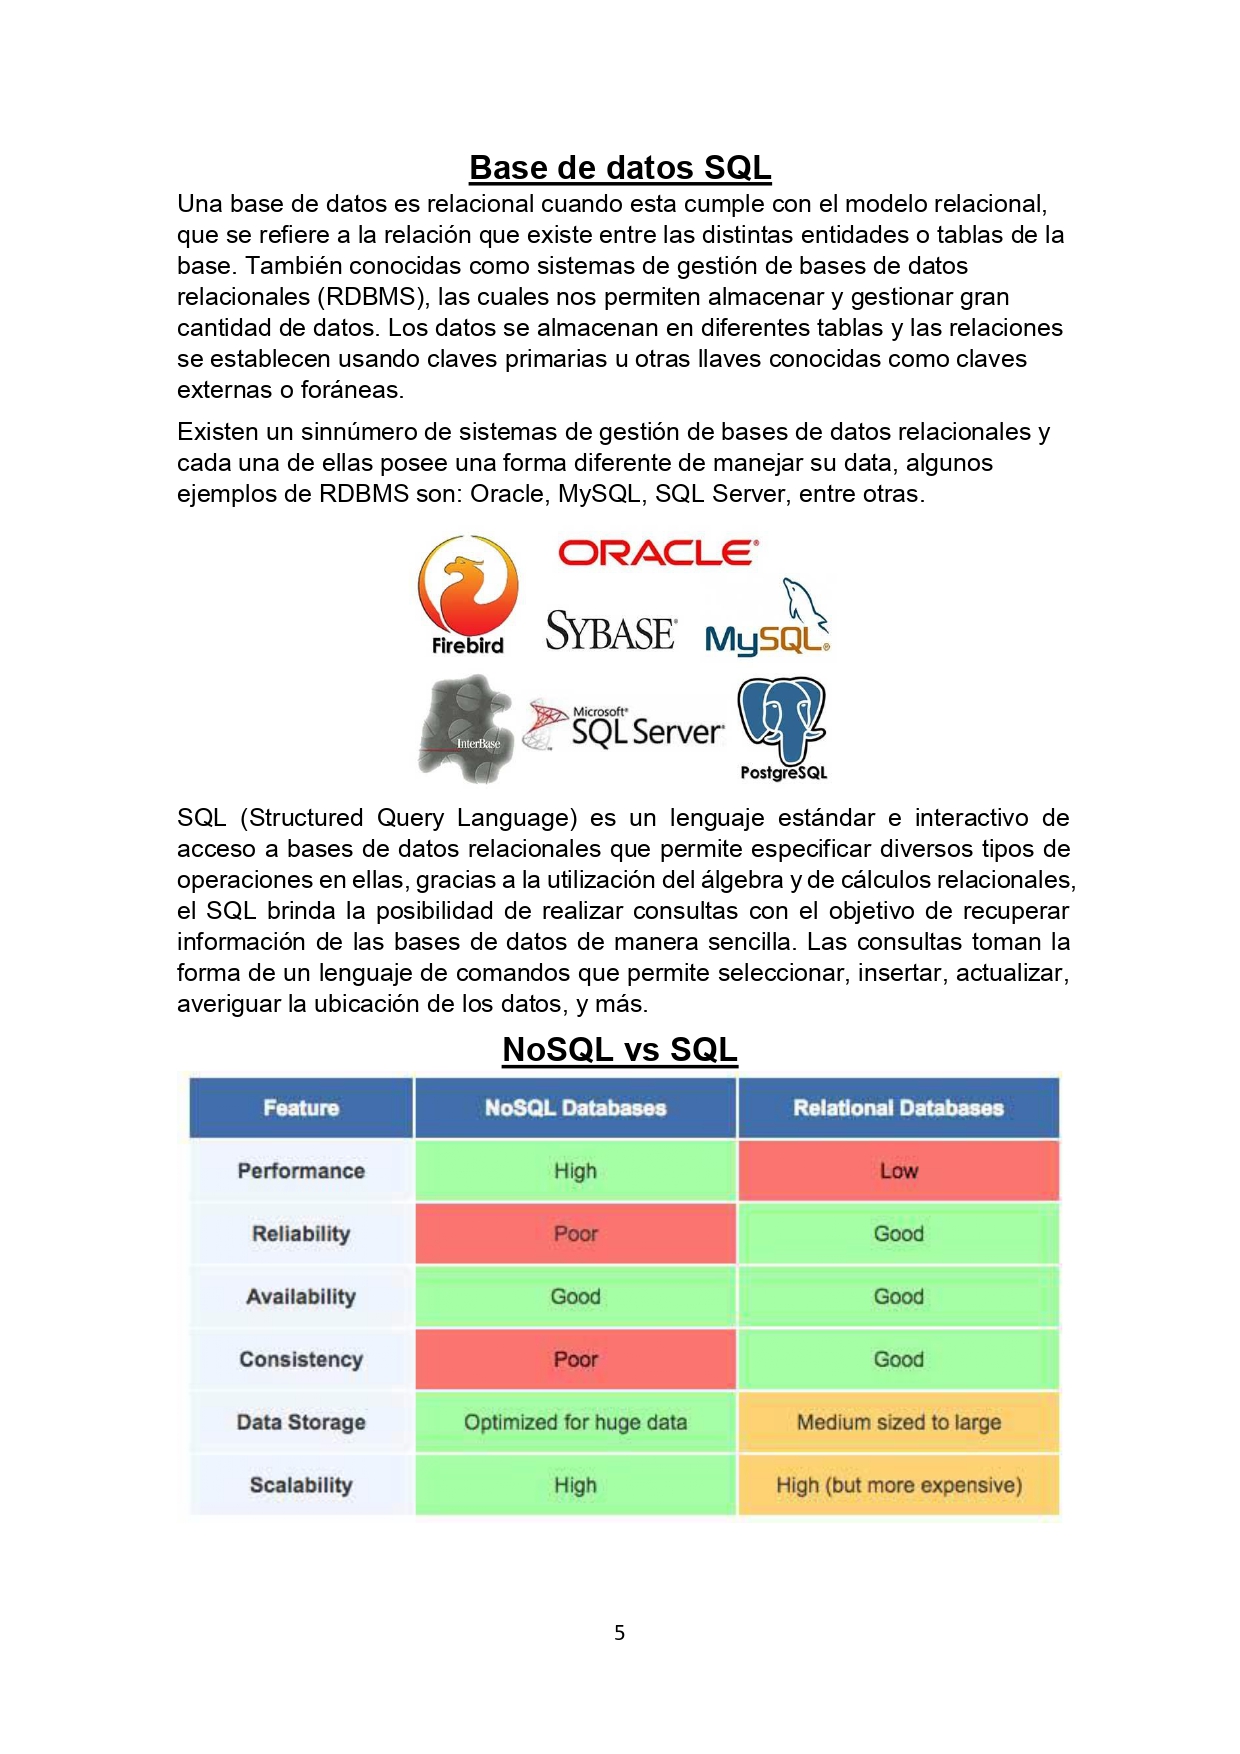 Base de datos SQL
Una base de datos es relacional cuando esta cumple con el modelo relacional,
que se refiere a la relación que existe entre las distintas entidades o tablas de la
base. También conocidas como sistemas de gestión de bases de datos
relacionales (RDBMS), las cuales nos permiten almacenar y gestionar gran
cantidad de datos. Los datos se almacenan en diferentes tablas y las relaciones
se establecen usando claves primarias u otras llaves conocidas como claves
externas o foráneas.
Existen un sinnúmero de sistemas de gestión de bases de datos relacionales y
cada una de ellas posee una forma diferente de manejar su data, algunos
ejemplos de RDBMS son: Oracle, MySQL, SQL Server, entre otras.
ORACLE®
Firebird
SYBASE®
MySQL®
InterBase
Microsoft®
SQL Server
PostgreSQL
SQL (Structured Query Language) es un lenguaje estándar e interactivo de
acceso a bases de datos relacionales que permite especificar diversos tipos de
operaciones en ellas, gracias a la utilización del álgebra y de cálculos relacionales,
el SQL brinda la posibilidad de realizar consultas con el objetivo de recuperar
información de las bases de datos de manera sencilla. Las consultas toman la
forma de un lenguaje de comandos que permite seleccionar, insertar, actualizar,
averiguar la ubicación de los datos, y más.
NoSQL vs SQL
Feature NoSQL Databases Relational Databases
Performance High Low
Reliability Poor Good
Availability Good Good
Consistency Poor Good
Data Storage Optimized for huge data Medium sized to large
Scalability High High (but more expensive)
5